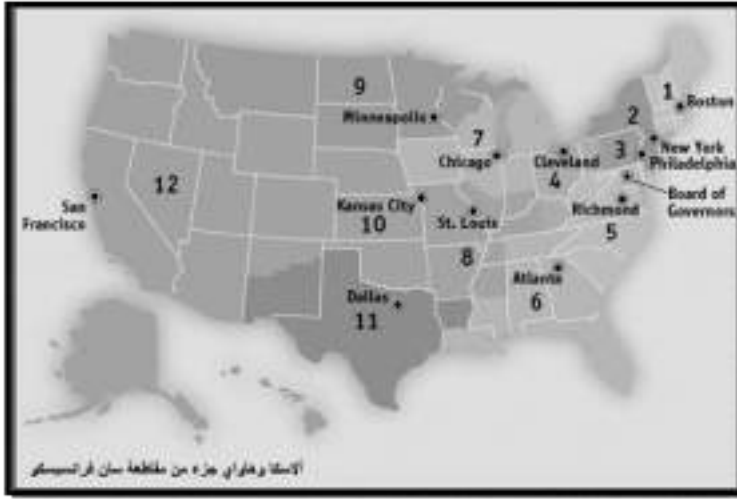 1
Boston
2
9
Minneapolis
7
New York
3
Philadelphia
Chicago
Cleveland
4
12
Board of
Governors
San
Francisco
Kansas City
10
St. Louis
Richmond
5
8
Atlanta
6
Dallas
11
آلاسكا وهاواي جزء من مقاطعة سان فرانسيسكو